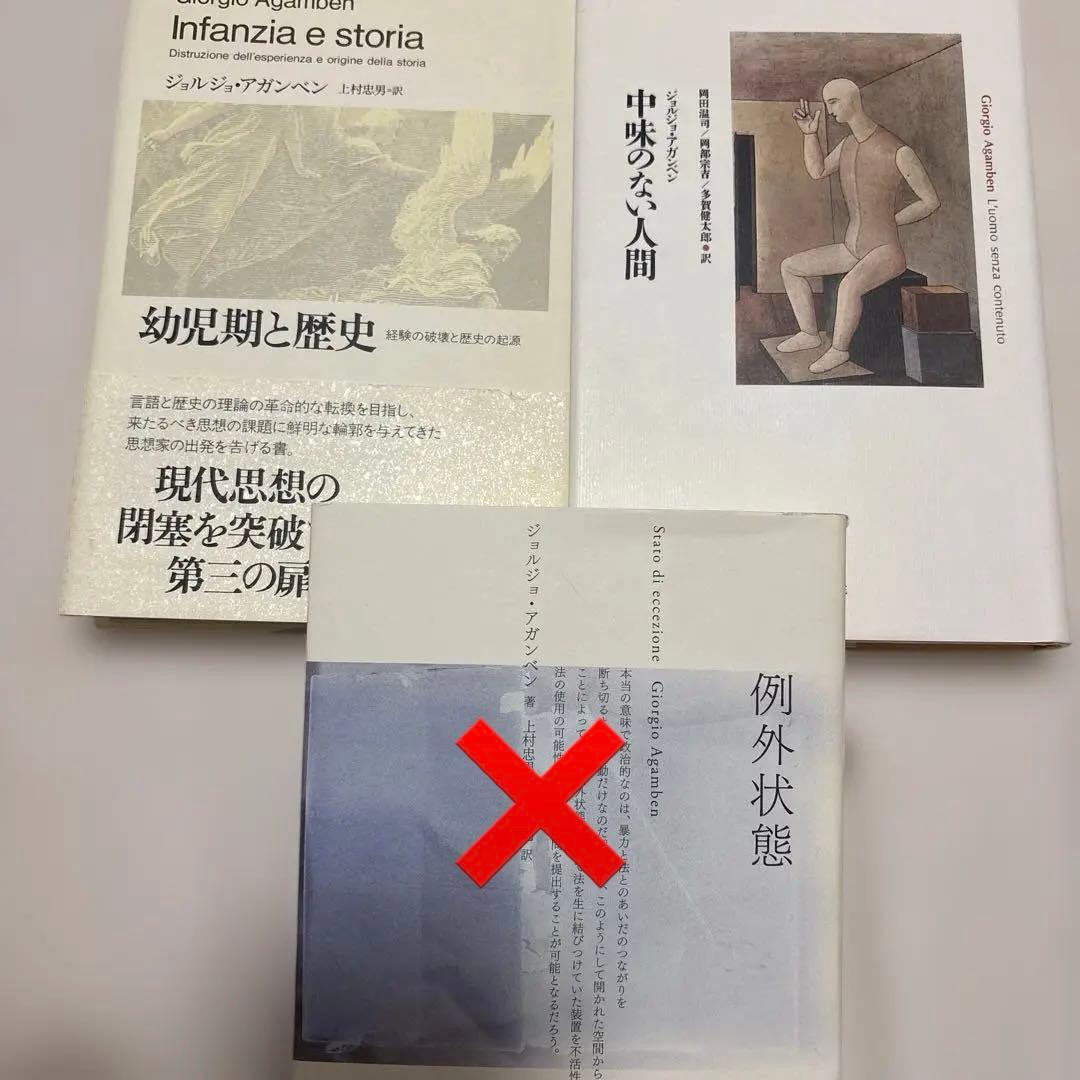 Giorgio Agamben
Infanzia e storia
Distruzione dell'esperienza e origine della storia
ジョルジョ・アガンベン 上村忠男=訳
幼児期と歴史 経験の破壊と歴史の起源
言語と歴史の理論の革命的な転換を目指し、
来たるべき思想の課題に鮮明な輪郭を与えてきた
思想家の出発を告げる書。
現代思想の
閉塞を突破
第三の扉
Giorgio Agamben L'uomo senza contenuto
岡田温司/岡部宗吉/多賀健太郎●訳
ジョルジョ・アガンベン
中味のない人間
例外状態
Stato di eccezione Giorgio Agamben
本当の意味で政治的なのは、暴力と法とのあいだのつながりを
断ち切る 動だけなのだ 、このようにして開かれた空間から
ことによって 外状態 で法を生に結びつけていた装置を不活性
法の使用の可能性 問を提出することが可能となるだろう。
ジョルジョ・アガンベン 著 上村忠男 訳